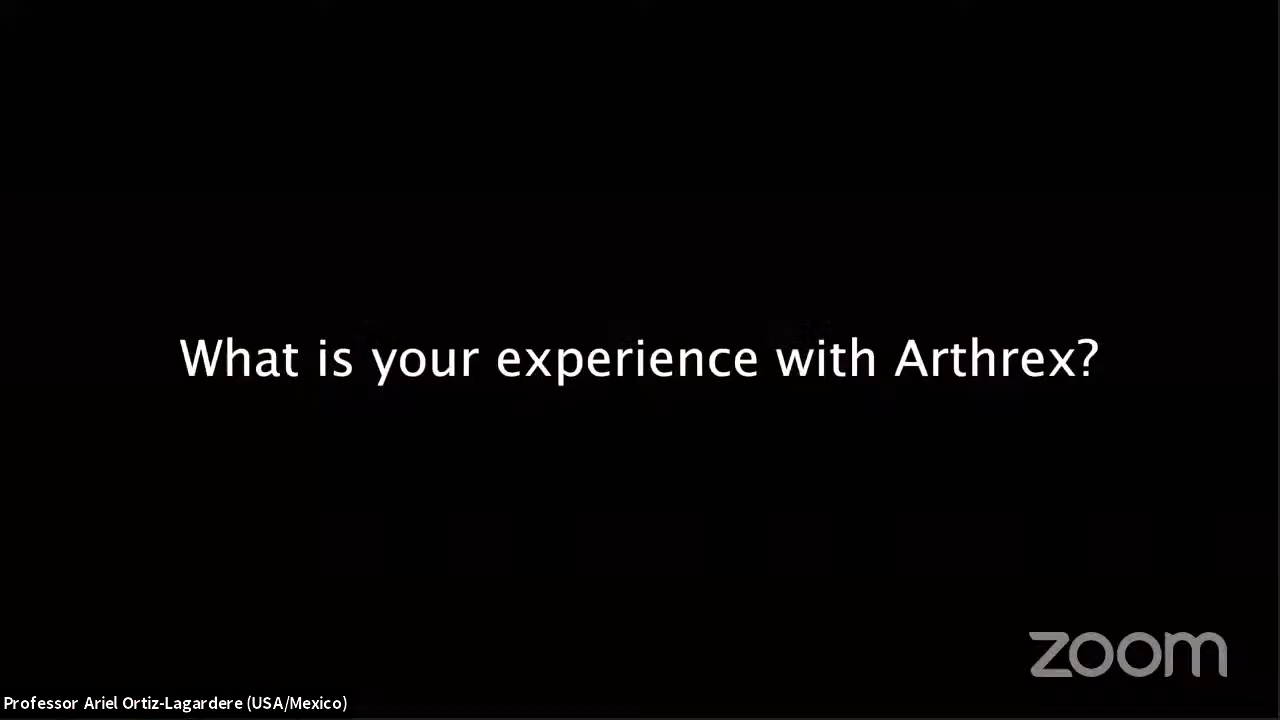 What is your experience with Arthrex?
zoom
Professor Ariel Ortiz-Lagardere (USA/Mexico)